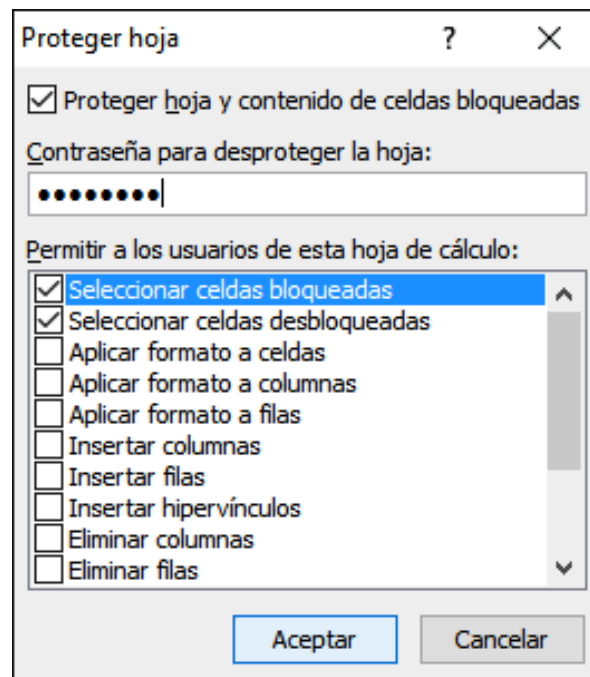 Proteger hoja
Proteger hoja y contenido de celdas bloqueadas
Contraseña para desproteger la hoja:
••••••••
Permitir a los usuarios de esta hoja de cálculo:
Seleccionar celdas bloqueadas
Seleccionar celdas desbloqueadas
Aplicar formato a celdas
Aplicar formato a columnas
Aplicar formato a filas
Insertar columnas
Insertar filas
Insertar hipervínculos
Eliminar columnas
Eliminar filas
Aceptar Cancelar